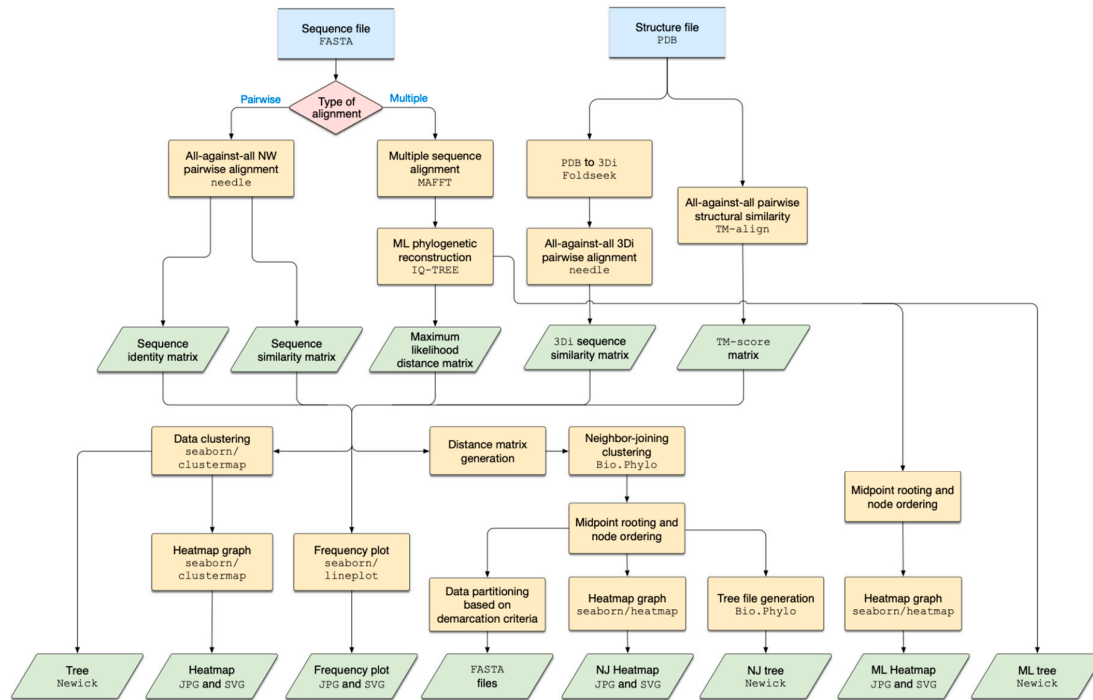 Sequence file
FASTA
Structure file
PDB
Pairwise
Type of
alignment
Multiple
All-against-all NW
pairwise alignment
needle
Multiple sequence
alignment
MAFFT
PDB to 3Di
Foldseek
All-against-all pairwise
structural similarity
TM-align
ML phylogenetic
reconstruction
IQ-TREE
All-against-all 3Di
pairwise alignment
needle
Sequence
identity matrix
Sequence
similarity matrix
Maximum
likelihood
distance matrix
3Di sequence
similarity matrix
TM-score
matrix
Data clustering
seaborn/
clustermap
Distance matrix
generation
Neighbor-joining
clustering
Bio.Phylo
Midpoint rooting and
node ordering
Midpoint rooting and
node ordering
Heatmap graph
seaborn/
clustermap
Frequency plot
seaborn/
lineplot
Data partitioning
based on
demarcation criteria
Heatmap graph
seaborn/heatmap
Tree file generation
Bio.Phylo
Heatmap graph
seaborn/heatmap
Tree
Newick
Heatmap
JPG and SVG
Frequency plot
JPG and SVG
FASTA
files
NJ Heatmap
JPG and SVG
NJ tree
Newick
ML Heatmap
JPG and SVG
ML tree
Newick